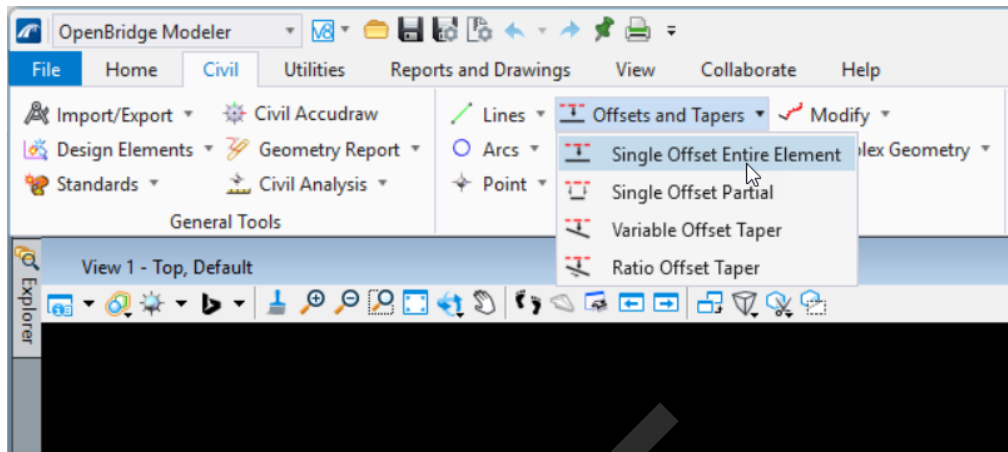 OpenBridge Modeler
File Home Civil Utilities Reports and Drawings View Collaborate Help
Import/Export Civil Accudraw Lines Offsets and Tapers Modify
Design Elements Geometry Report Arcs Single Offset Entire Element lex Geometry
Standards Civil Analysis Point Single Offset Partial
General Tools Variable Offset Taper
View 1 - Top, Default Ratio Offset Taper
Explorer